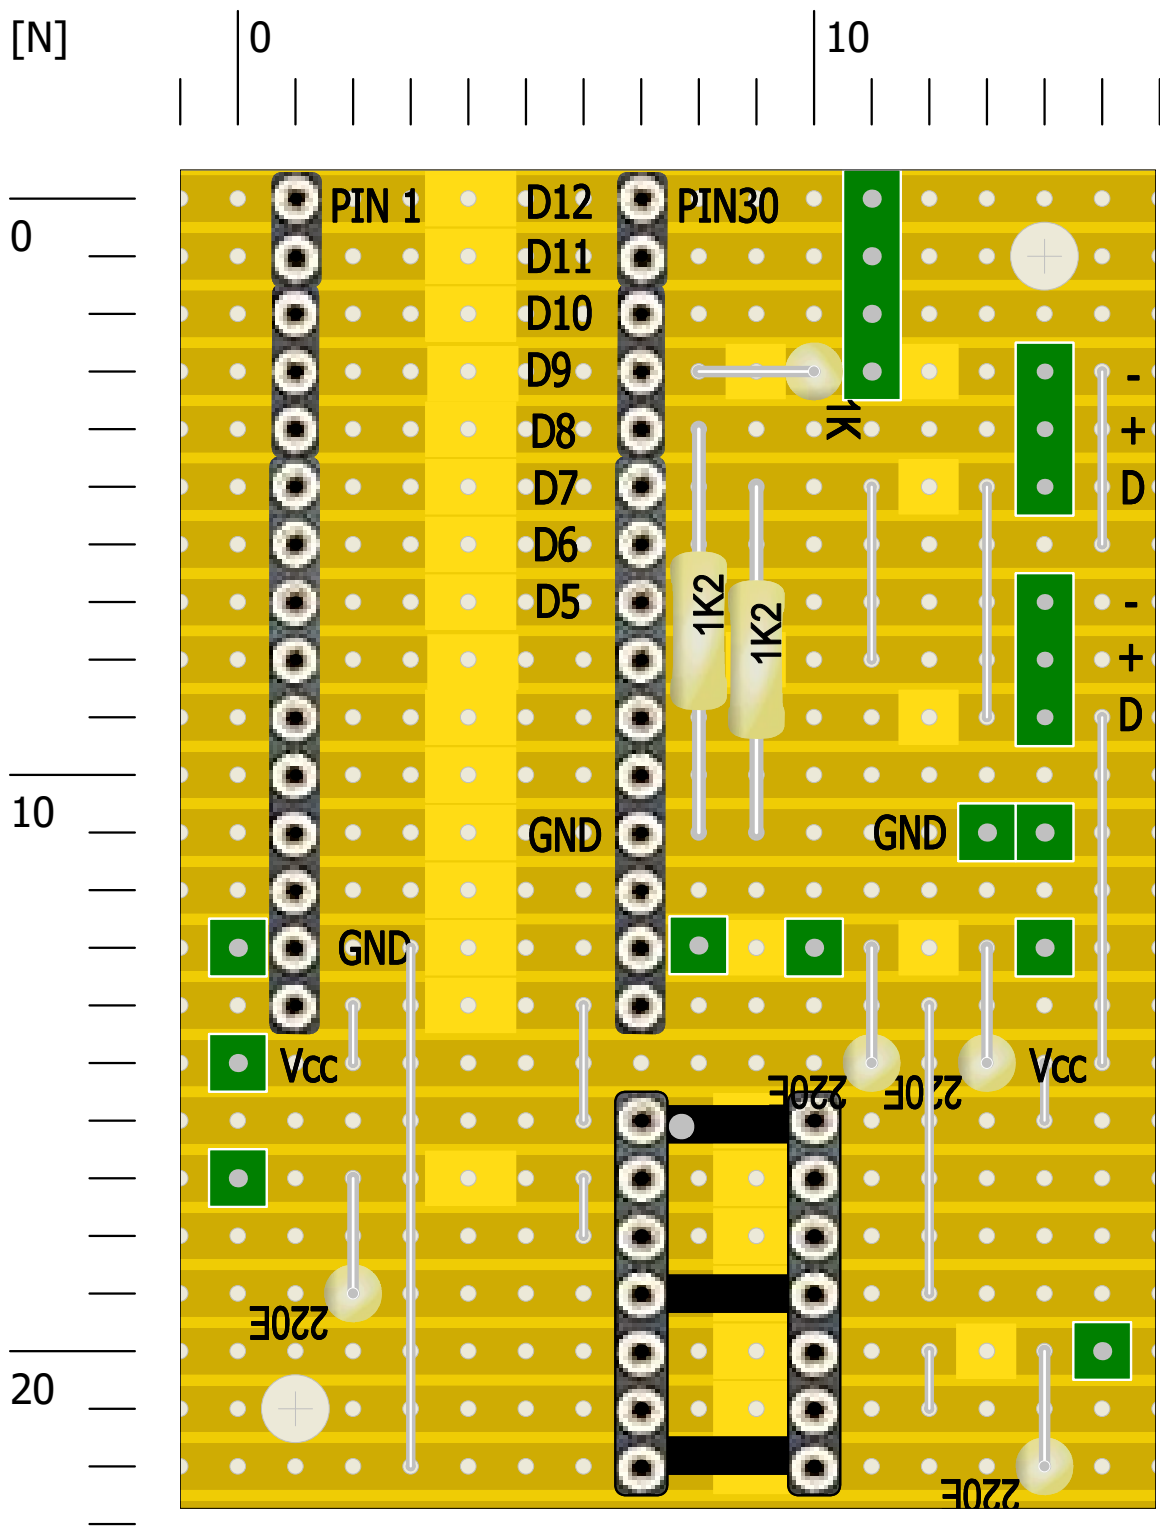 [N] 0 10
PIN 1 D12 PIN30
0
D11
D10
D9 -
1K
D8 +
D7 D
D6
D5 -
1K2
1K2
+
D
10
GND GND
GND
Vcc Vcc
220E 220E
220E
20
220E